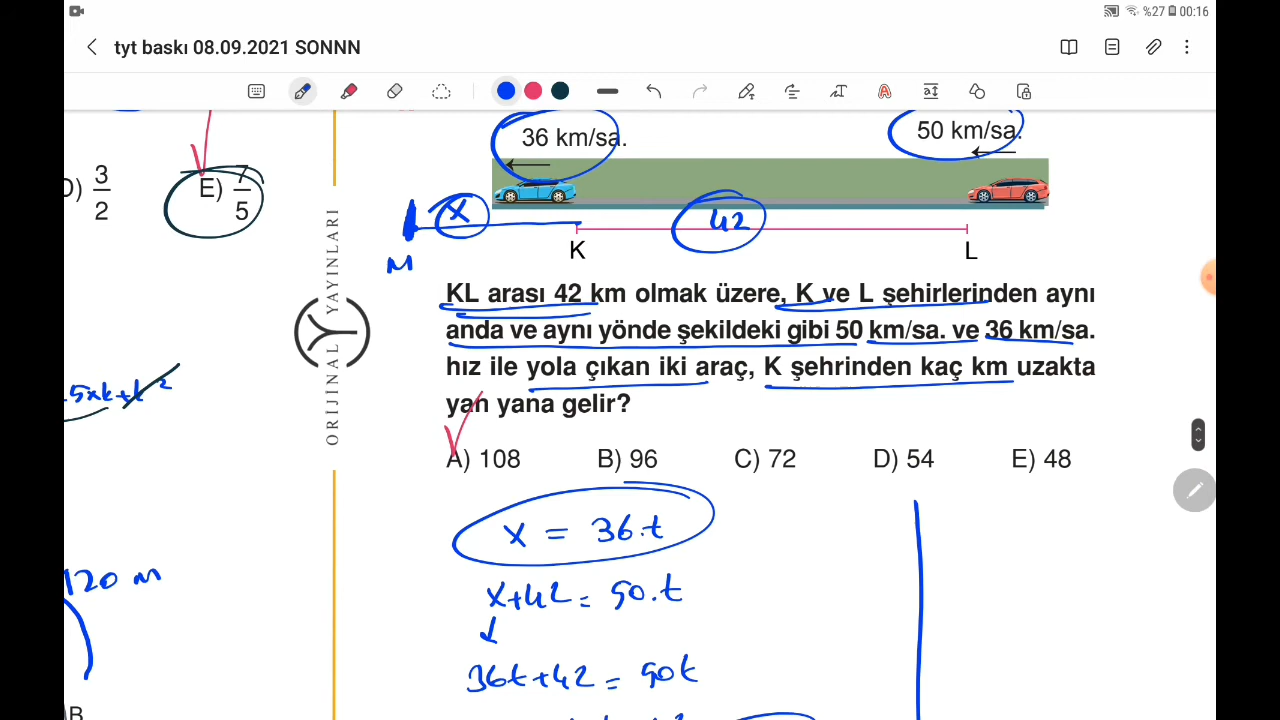 %27 00:16
tyt baskı 08.09.2021 SONNN
36 km/sa.
50 km/sa.
D) 3/2
E) 7/5
x
42
M
K
L
ORİJİNAL YAYINLARI
KL arası 42 km olmak üzere, K ve L şehirlerinden aynı
anda ve aynı yönde şekildeki gibi 50 km/sa. ve 36 km/sa.
hız ile yola çıkan iki araç, K şehrinden kaç km uzakta
yan yana gelir?
A) 108 B) 96 C) 72 D) 54 E) 48
x = 36.t
x+42 = 50.t
36t+42 = 50t
120 m